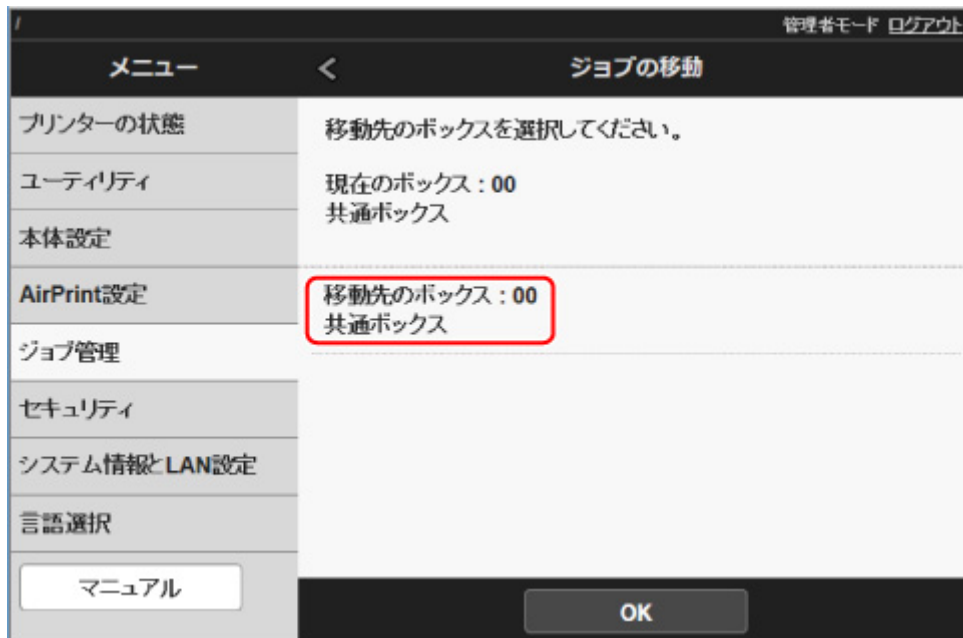 /
管理者モード ログアウト
メニュー
< ジョブの移動
プリンターの状態
ユーティリティ
本体設定
AirPrint設定
ジョブ管理
セキュリティ
システム情報とLAN設定
言語選択
マニュアル
移動先のボックスを選択してください。
現在のボックス : 00
共通ボックス
移動先のボックス : 00
共通ボックス
OK